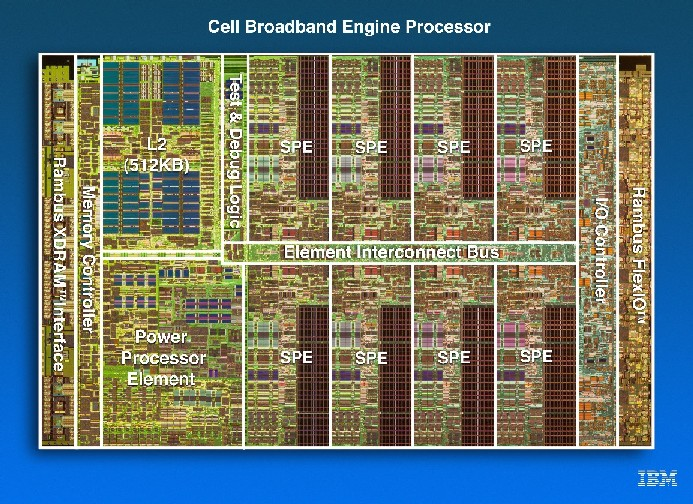 Cell Broadband Engine Processor
Rambus XDRAM™ Interface
Memory Controller
L2
(512KB)
Test & Debug Logic
SPE
SPE
SPE
SPE
I/O Controller
Rambus FlexIO™
Element Interconnect Bus
Power
Processor
Element
SPE
SPE
SPE
SPE
IBM